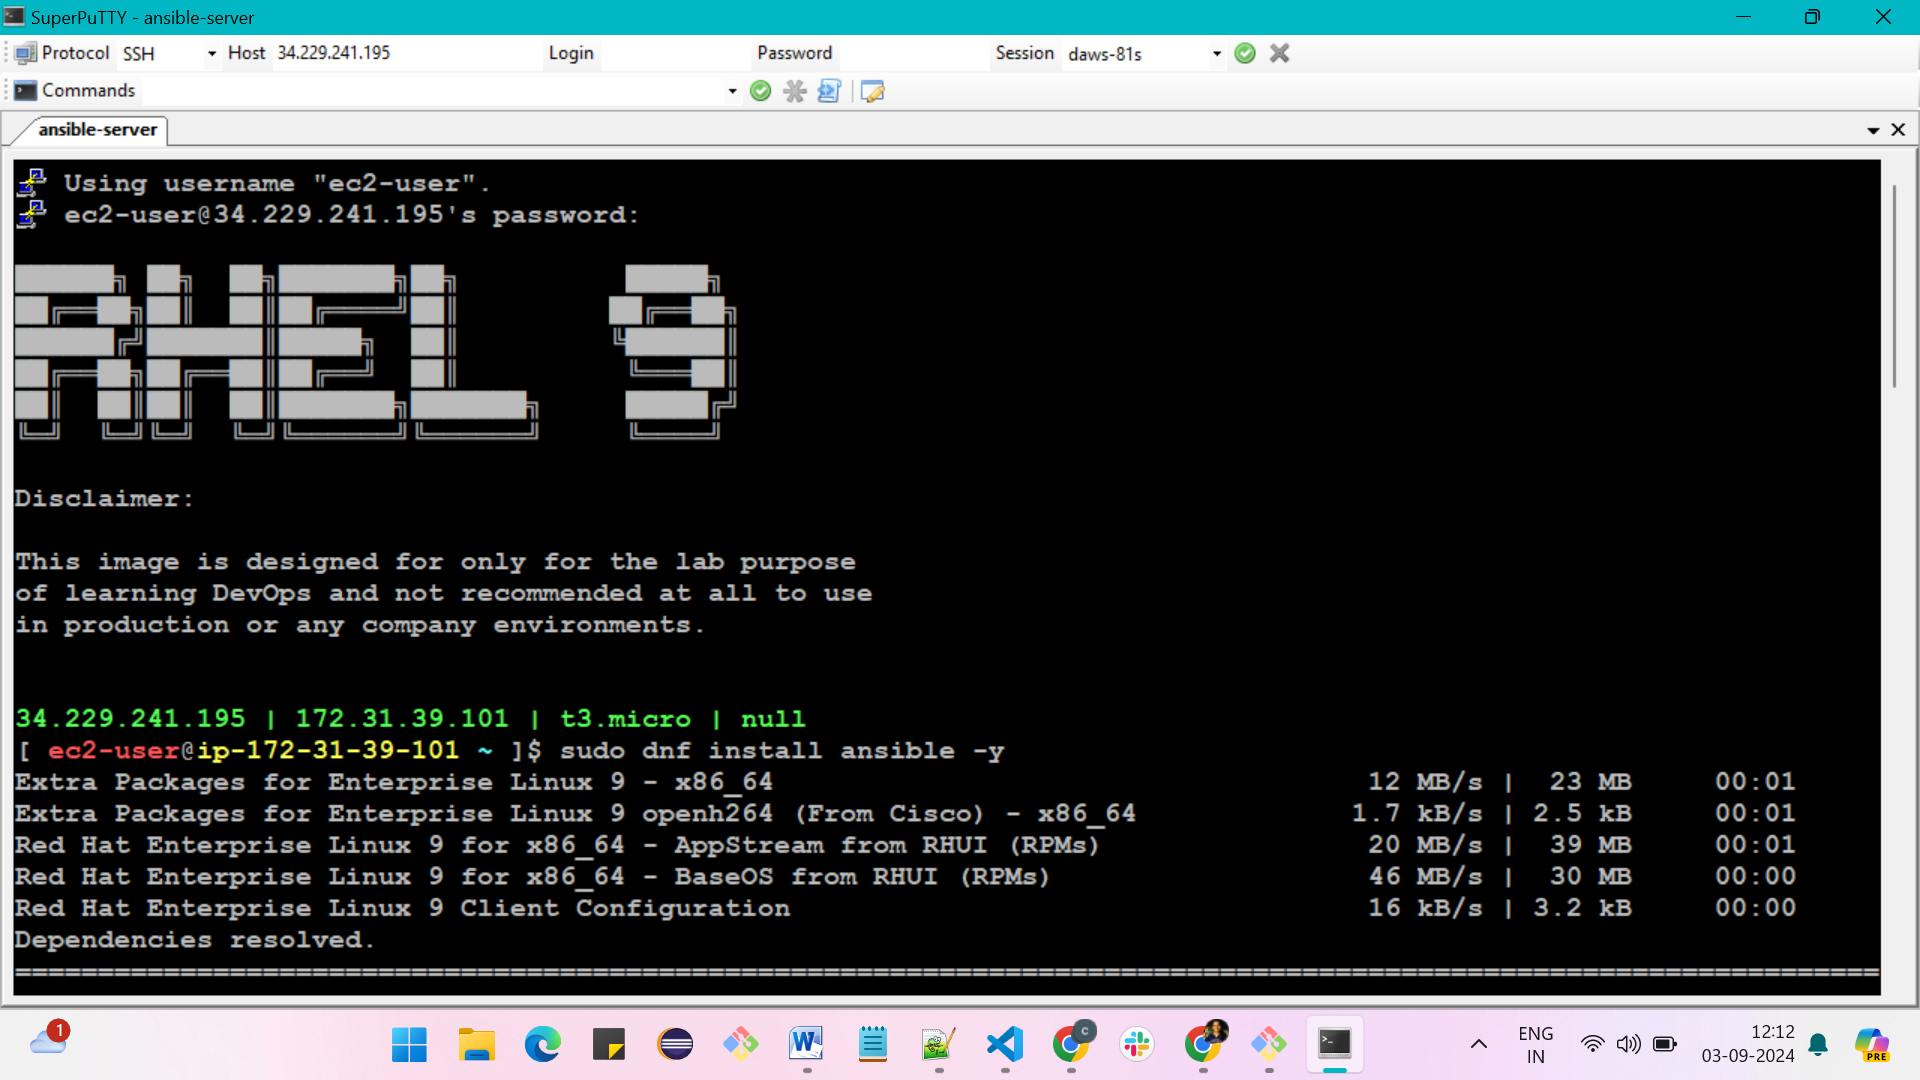 SuperPuTTY - ansible-server
Protocol SSH Host 34.229.241.195 Login Password Session daws-81s
Commands
ansible-server
Using username "ec2-user".
ec2-user@34.229.241.195's password:
RHEL 9
Disclaimer:
This image is designed for only for the lab purpose
of learning DevOps and not recommended at all to use
in production or any company environments.
34.229.241.195 | 172.31.39.101 | t3.micro | null
[ ec2-user@ip-172-31-39-101 ~ ]$ sudo dnf install ansible -y
Extra Packages for Enterprise Linux 9 - x86_64 12 MB/s | 23 MB 00:01
Extra Packages for Enterprise Linux 9 openh264 (From Cisco) - x86_64 1.7 kB/s | 2.5 kB 00:01
Red Hat Enterprise Linux 9 for x86_64 - AppStream from RHUI (RPMs) 20 MB/s | 39 MB 00:01
Red Hat Enterprise Linux 9 for x86_64 - BaseOS from RHUI (RPMs) 46 MB/s | 30 MB 00:00
Red Hat Enterprise Linux 9 Client Configuration 16 kB/s | 3.2 kB 00:00
Dependencies resolved.
================================================================================
1
W
C
ENG
IN
12:12
03-09-2024
PRE